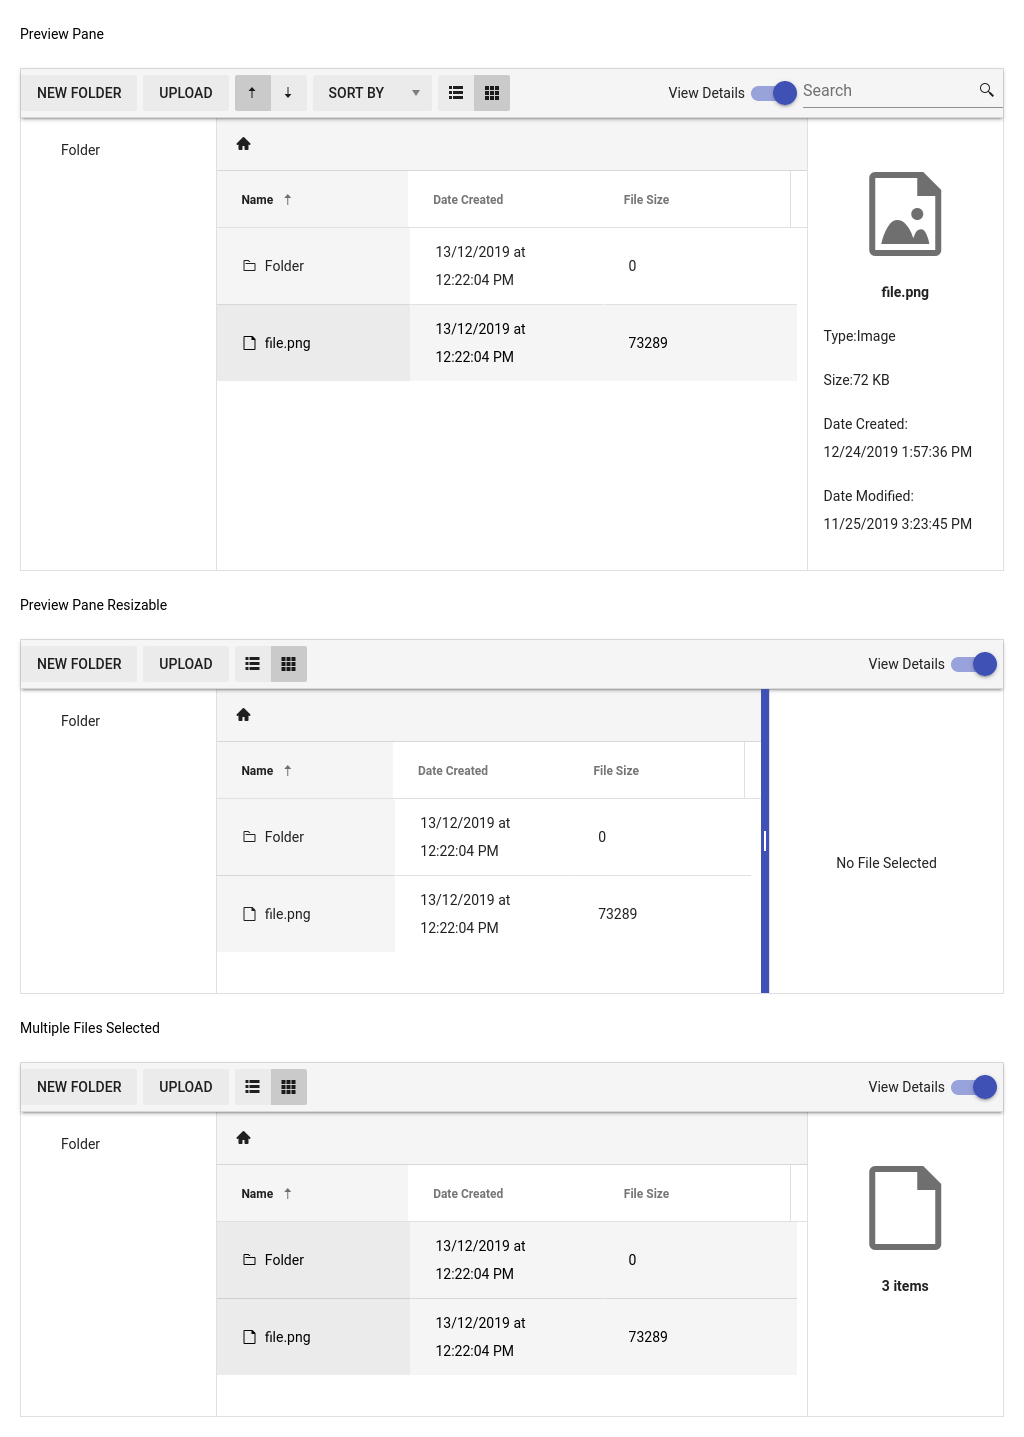 Preview Pane
NEW FOLDER UPLOAD SORT BY View Details Search
Folder
Name Date Created File Size
Folder 13/12/2019 at 12:22:04 PM 0
file.png 13/12/2019 at 12:22:04 PM 73289
file.png
Type:Image
Size:72 KB
Date Created:
12/24/2019 1:57:36 PM
Date Modified:
11/25/2019 3:23:45 PM
Preview Pane Resizable
NEW FOLDER UPLOAD View Details
Folder
Name Date Created File Size
Folder 13/12/2019 at 12:22:04 PM 0
file.png 13/12/2019 at 12:22:04 PM 73289
No File Selected
Multiple Files Selected
NEW FOLDER UPLOAD View Details
Folder
Name Date Created File Size
Folder 13/12/2019 at 12:22:04 PM 0
file.png 13/12/2019 at 12:22:04 PM 73289
3 items